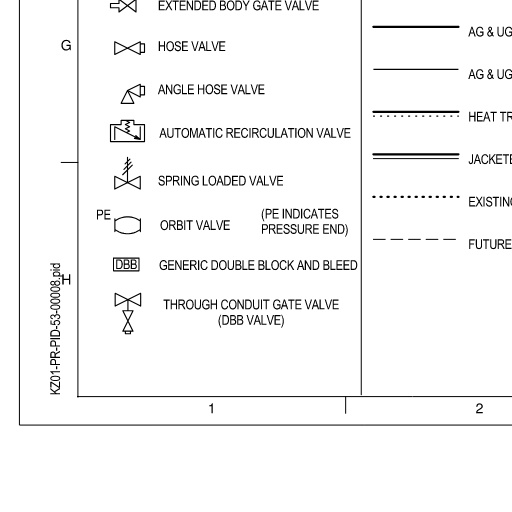 EXTENDED BODY GATE VALVE
G
HOSE VALVE
ANGLE HOSE VALVE
AUTOMATIC RECIRCULATION VALVE
SPRING LOADED VALVE
PE
ORBIT VALVE
(PE INDICATES
PRESSURE END)
DBB
GENERIC DOUBLE BLOCK AND BLEED
H
THROUGH CONDUIT GATE VALVE
(DBB VALVE)
KZ01-PR-PID-53-00008.pid
AG & UG
AG & UG
HEAT TR
JACKETE
EXISTING
FUTURE
1
2